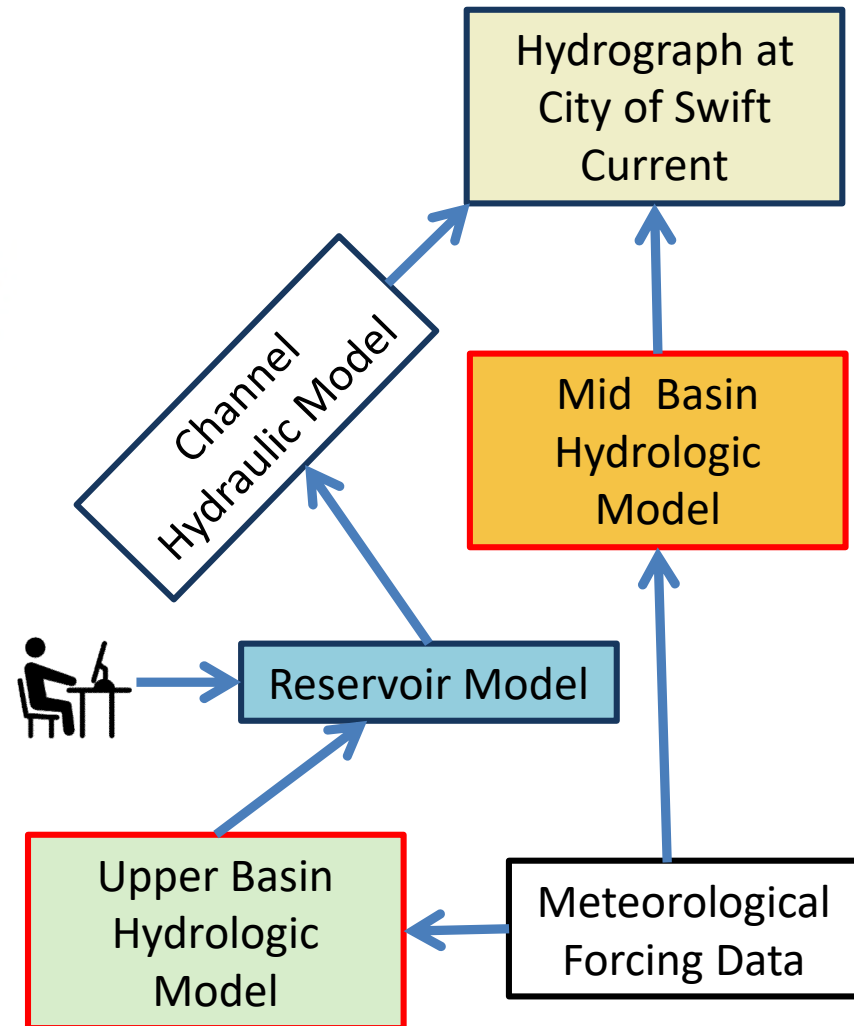 Hydrograph at
City of Swift
Current
Channel
Hydraulic Model
Mid Basin
Hydrologic
Model
Reservoir Model
Upper Basin
Hydrologic
Model
Meteorological
Forcing Data